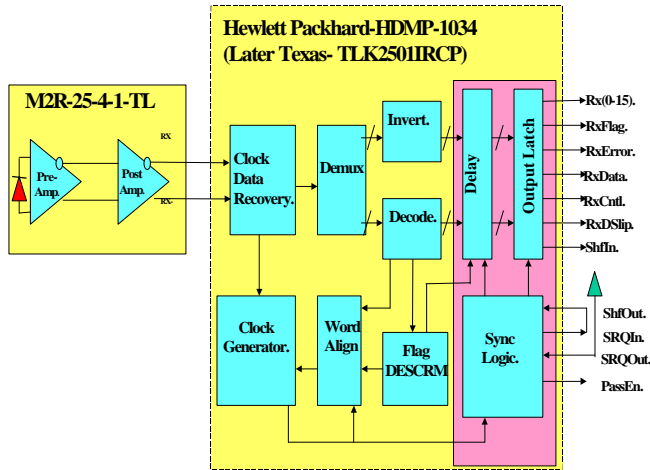 Hewlett Packhard-HDMP-1034
(Later Texas- TLK2501IRCP)
M2R-25-4-1-TL
Pre-
Amp.
Post
Amp.
RX
RX-
Clock
Data
Recovery.
Demux
Invert.
Decode.
Delay
Output Latch
Rx(0-15).
RxFlag.
RxError.
RxData.
RxCntl.
RxDSlip.
ShfIn.
Clock
Generator.
Word
Align
Flag
DESCRM
Sync
Logic.
ShfOut.
SRQIn.
SRQOut.
PassEn.